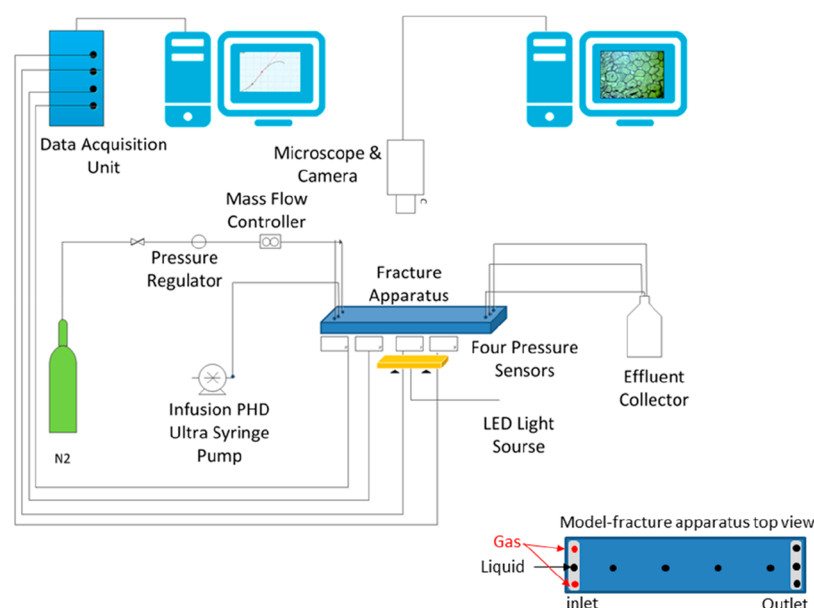 Data Acquisition
Unit
Microscope &
Camera
Mass Flow
Controller
Pressure
Regulator
Fracture
Apparatus
Four Pressure
Sensors
Effluent
Collector
Infusion PHD
Ultra Syringe
Pump
LED Light
Sourse
N2
Model-fracture apparatus top view
Gas
Liquid
inlet
Outlet